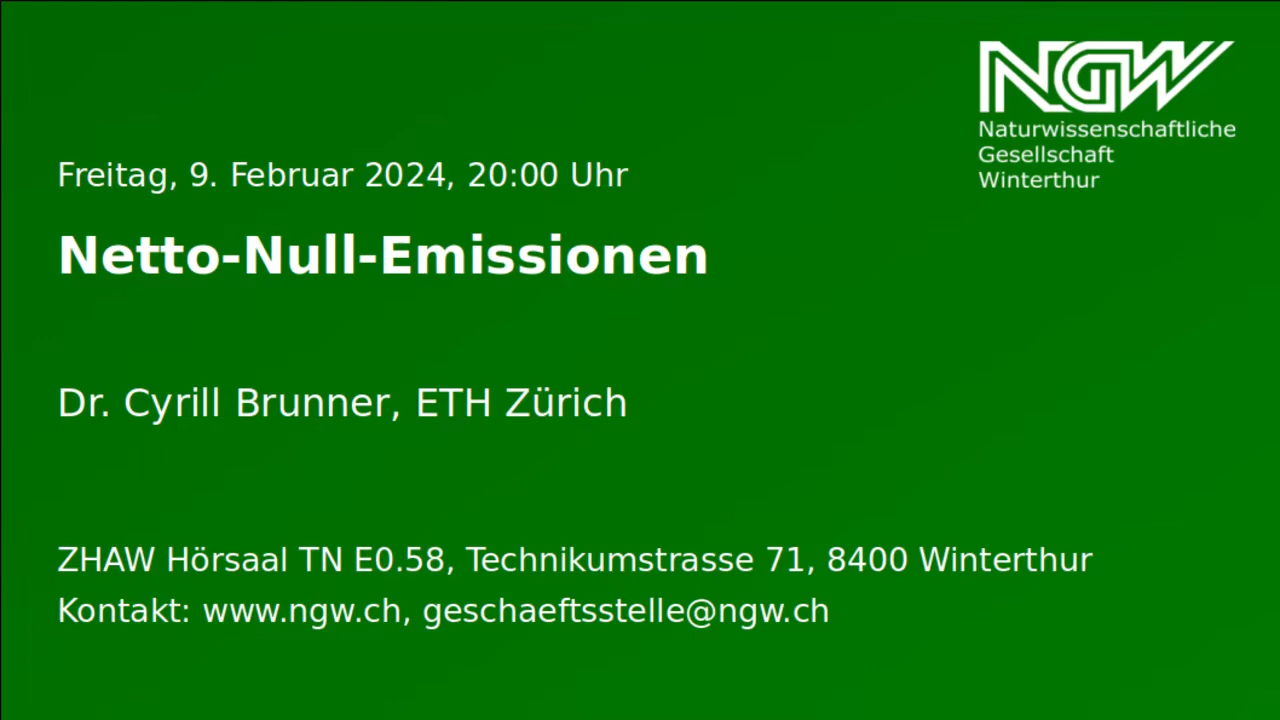 NGW
Naturwissenschaftliche
Gesellschaft
Winterthur
Freitag, 9. Februar 2024, 20:00 Uhr
Netto-Null-Emissionen
Dr. Cyrill Brunner, ETH Zürich
ZHAW Hörsaal TN E0.58, Technikumstrasse 71, 8400 Winterthur
Kontakt: www.ngw.ch, geschaeftsstelle@ngw.ch